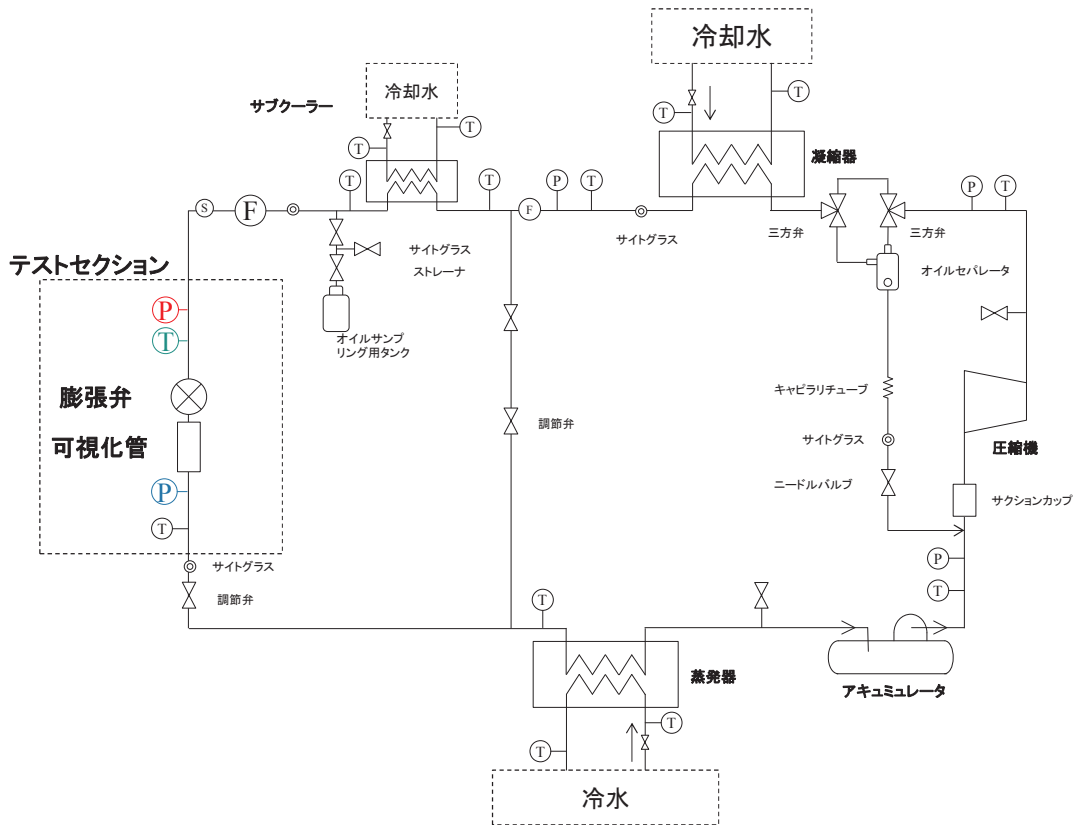 冷却水
冷却水
サブクーラー
T
T
T
T
凝縮器
T
T
P
T
P
T
S
F
F
サイトグラス
三方弁
三方弁
サイトグラス
ストレーナ
オイルセパレータ
テストセクション
P
T
オイルサンプ
リング用タンク
膨張弁
キャピラリチューブ
可視化管
調節弁
サイトグラス
圧縮機
P
ニードルバルブ
サクションカップ
T
P
サイトグラス
T
調節弁
T
蒸発器
アキュミュレータ
T
T
冷水